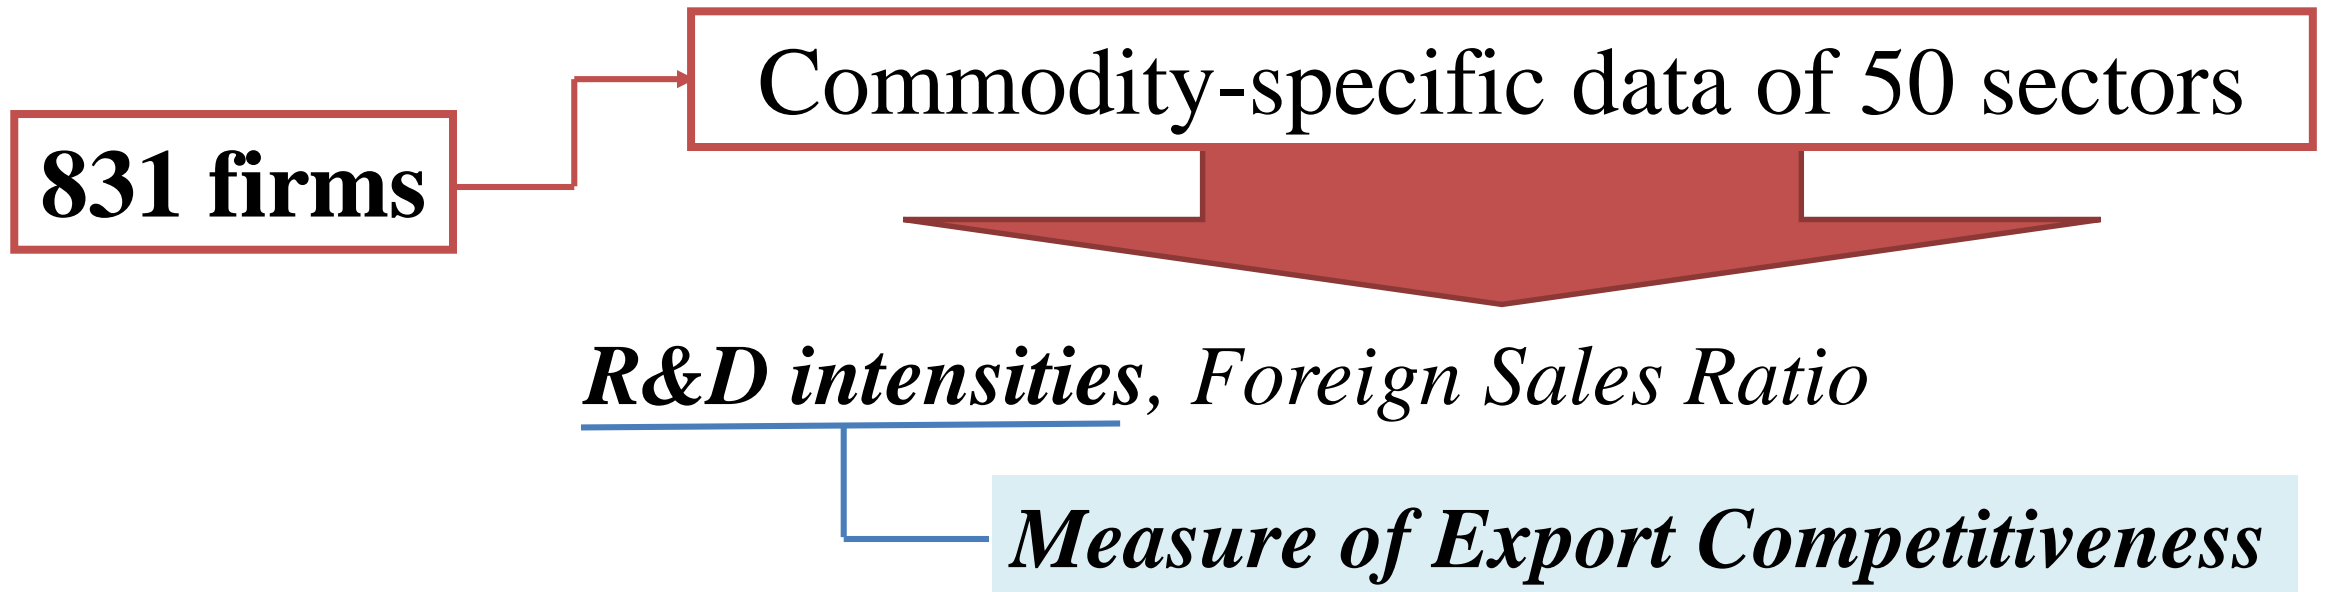 Commodity-specific data of 50 sectors
831 firms
R&D intensities, Foreign Sales Ratio
Measure of Export Competitiveness